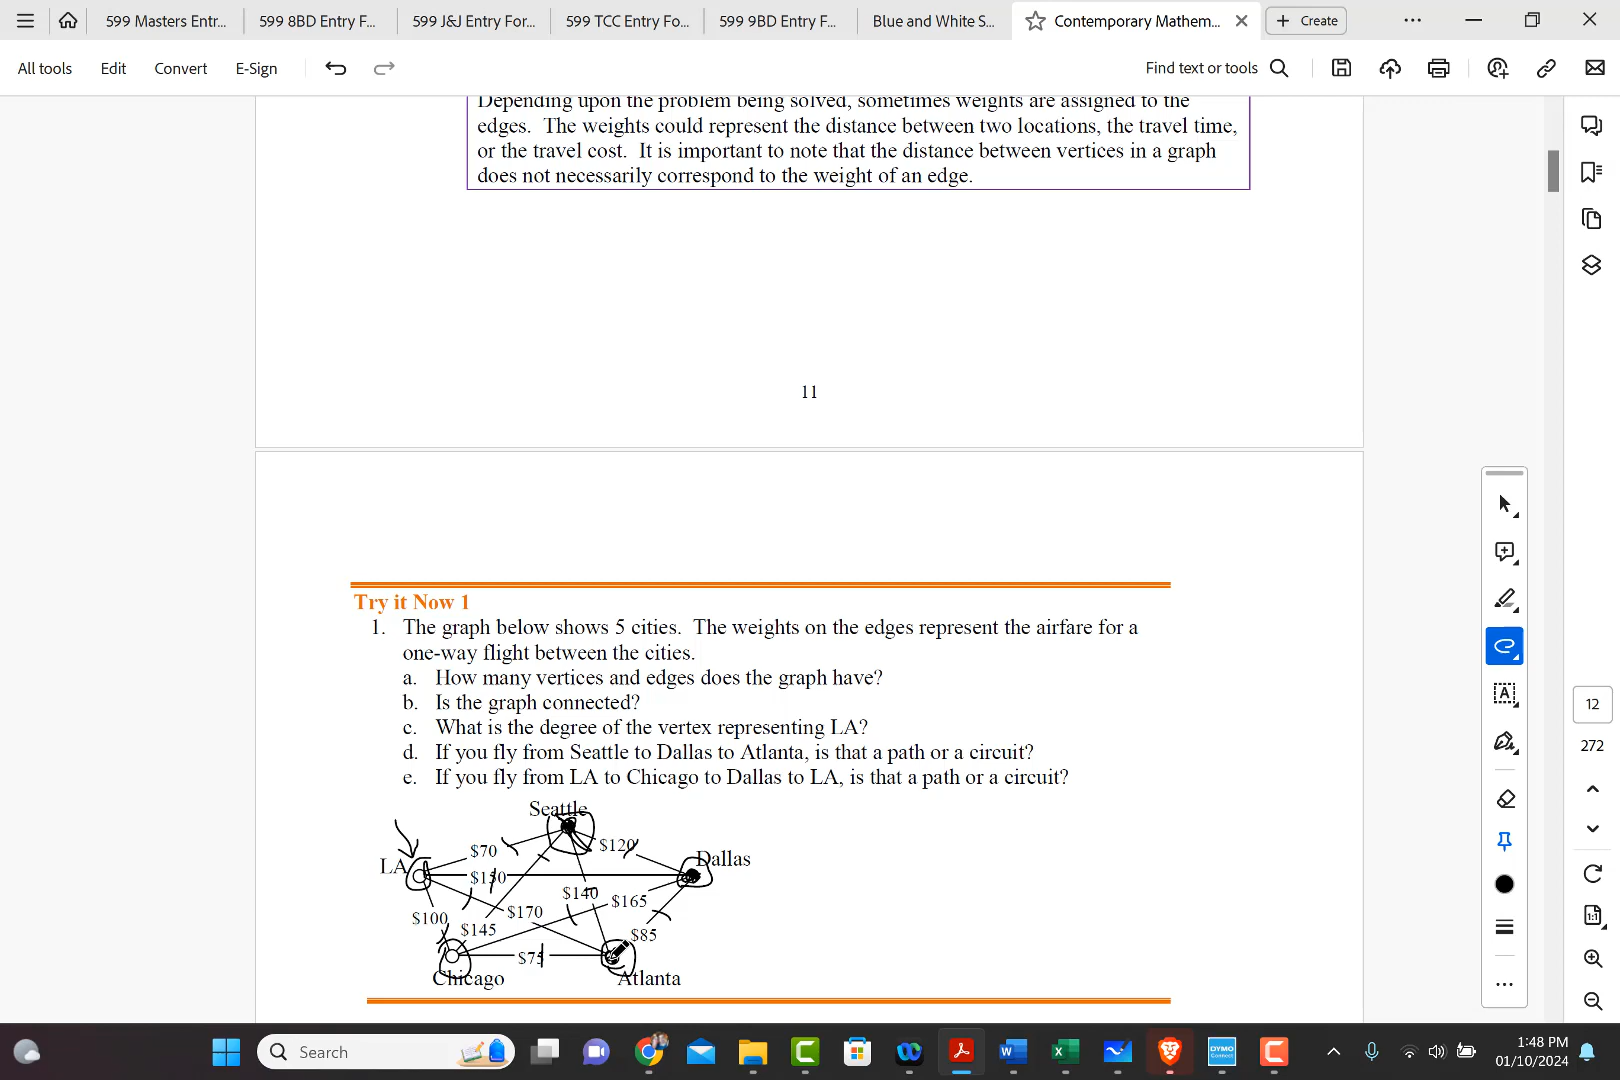 599 Masters Entr...
599 8BD Entry F...
599 J&J Entry For...
599 TCC Entry Fo...
599 9BD Entry F...
Blue and White S...
Contemporary Mathem...
Create
All tools
Edit
Convert
E-Sign
Find text or tools
Depending upon the problem being solved, sometimes weights are assigned to the
edges. The weights could represent the distance between two locations, the travel time,
or the travel cost. It is important to note that the distance between vertices in a graph
does not necessarily correspond to the weight of an edge.
11
Try it Now 1
1. The graph below shows 5 cities. The weights on the edges represent the airfare for a
one-way flight between the cities.
a. How many vertices and edges does the graph have?
b. Is the graph connected?
c. What is the degree of the vertex representing LA?
d. If you fly from Seattle to Dallas to Atlanta, is that a path or a circuit?
e. If you fly from LA to Chicago to Dallas to LA, is that a path or a circuit?
Seattle
$70
$120
LA
Dallas
$150
$140
$165
$100
$170
$145
$85
$75
Chicago
Atlanta
12
272
Search
DYMO
Connect
1:48 PM
01/10/2024